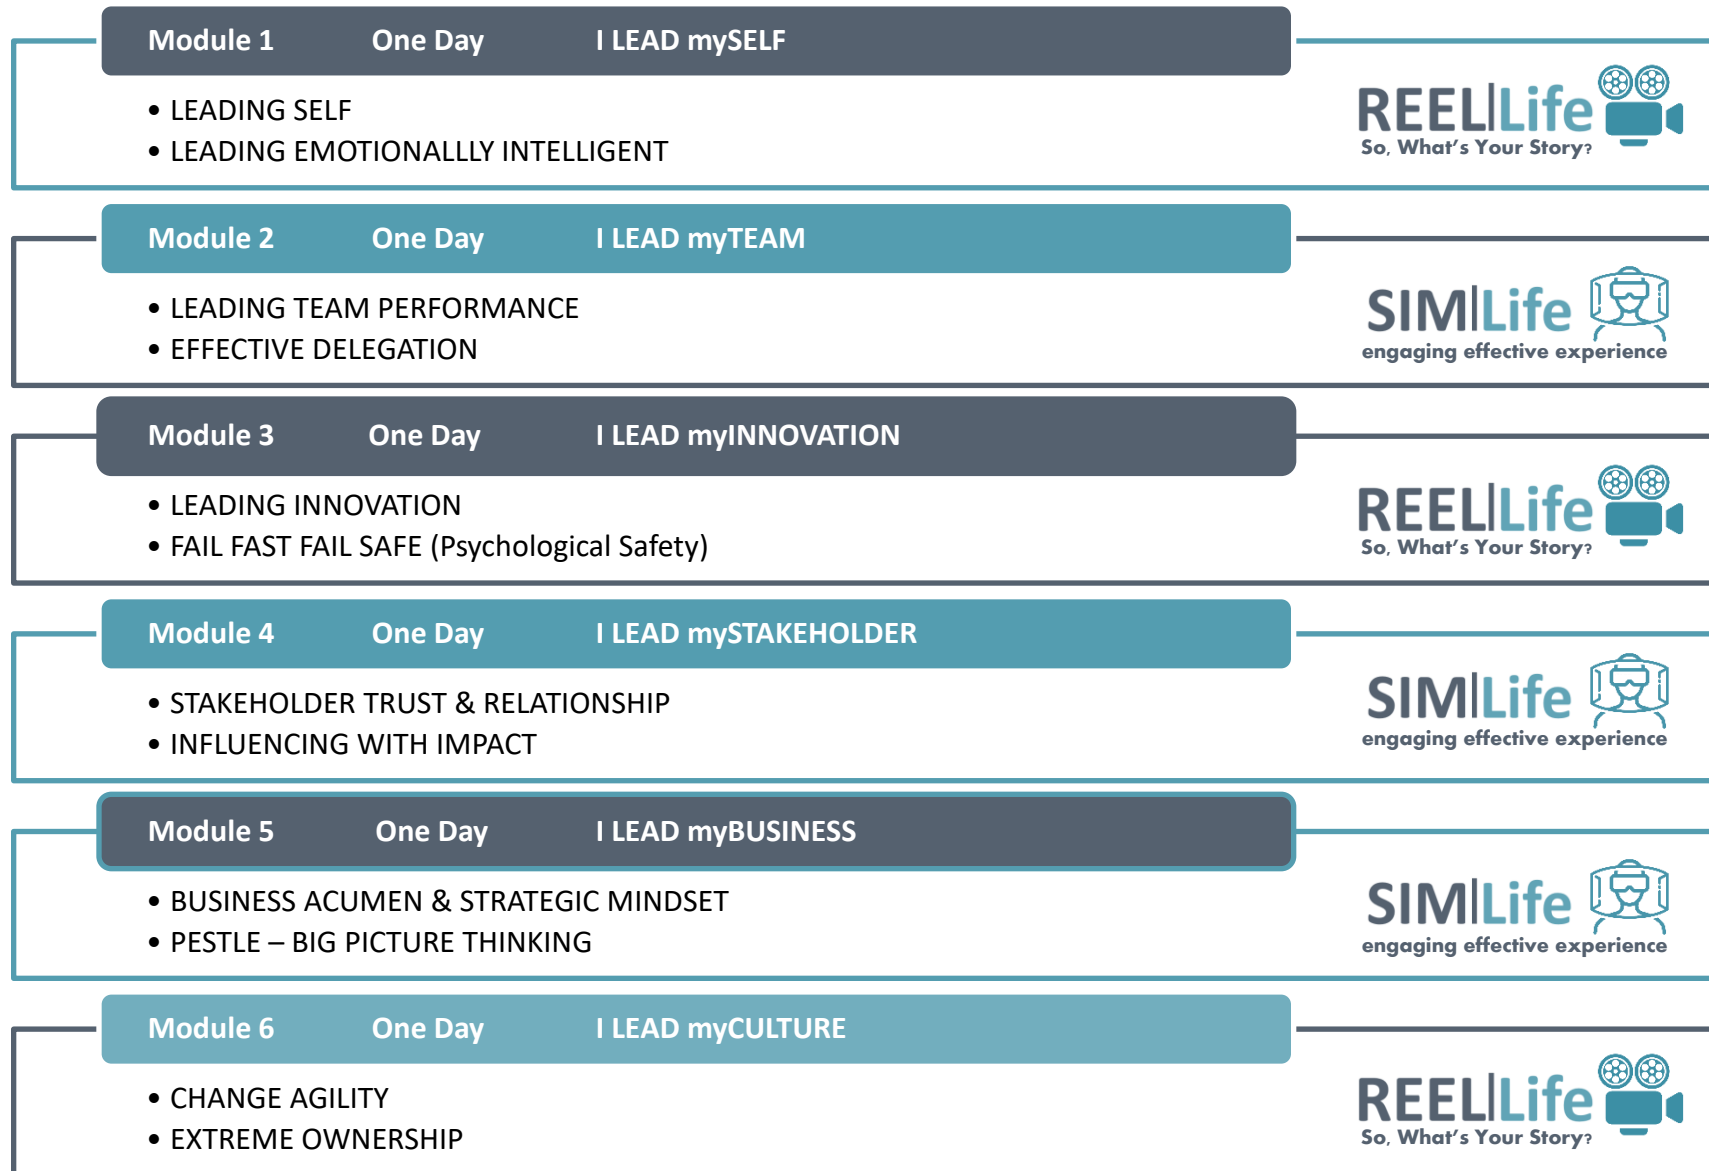 Module 1 One Day I LEAD mySELF
• LEADING SELF
• LEADING EMOTIONALLLY INTELLIGENT
REEL|Life
So, What's Your Story?
Module 2 One Day I LEAD myTEAM
• LEADING TEAM PERFORMANCE
• EFFECTIVE DELEGATION
SIM|Life
engaging effective experience
Module 3 One Day I LEAD myINNOVATION
• LEADING INNOVATION
• FAIL FAST FAIL SAFE (Psychological Safety)
REEL|Life
So, What's Your Story?
Module 4 One Day I LEAD mySTAKEHOLDER
• STAKEHOLDER TRUST & RELATIONSHIP
• INFLUENCING WITH IMPACT
SIM|Life
engaging effective experience
Module 5 One Day I LEAD myBUSINESS
• BUSINESS ACUMEN & STRATEGIC MINDSET
• PESTLE – BIG PICTURE THINKING
SIM|Life
engaging effective experience
Module 6 One Day I LEAD myCULTURE
• CHANGE AGILITY
• EXTREME OWNERSHIP
REEL|Life
So, What's Your Story?